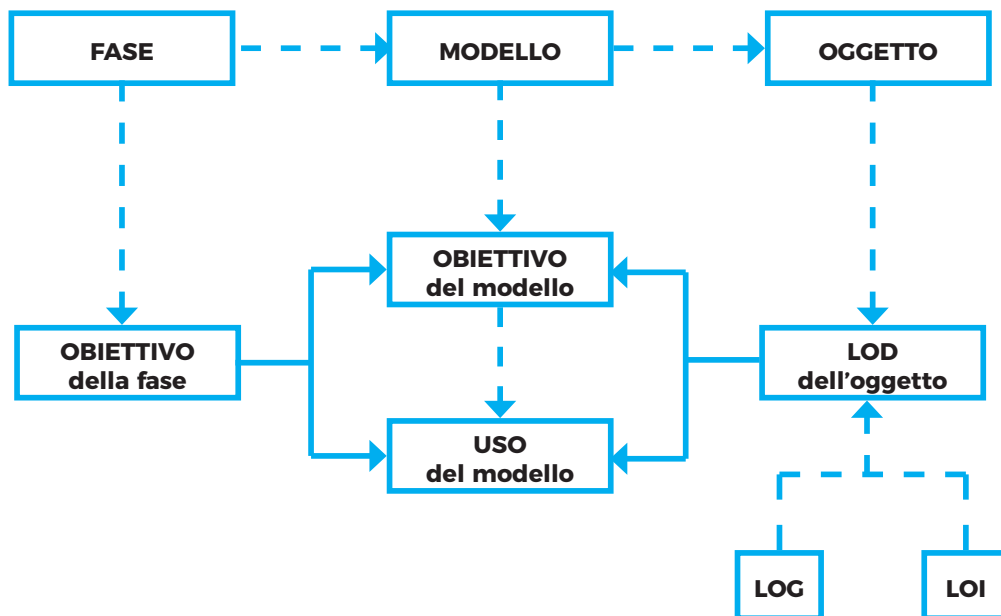 FASE
MODELLO
OGGETTO
OBIETTIVO
del modello
OBIETTIVO
della fase
LOD
dell’oggetto
USO
del modello
LOG
LOI